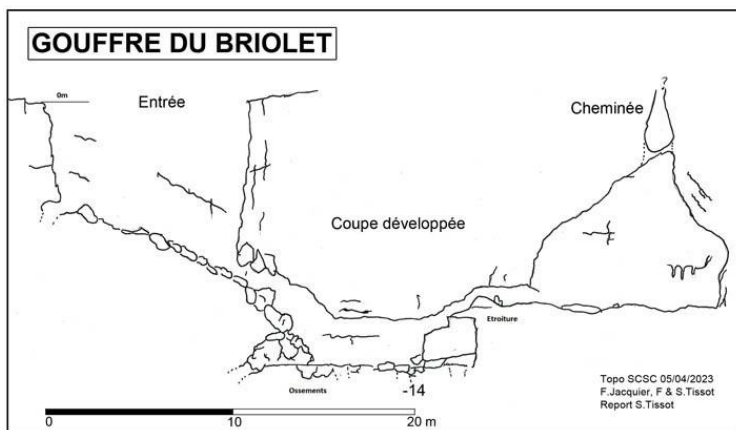 GOUFFRE DU BRIOLET
0m
Entrée
?
Cheminée
Coupe développée
Etroiture
Ossements
-14
Topo SCSC 05/04/2023
F.Jacquier, F & S.Tissot
Report S.Tissot
0 10 20 m